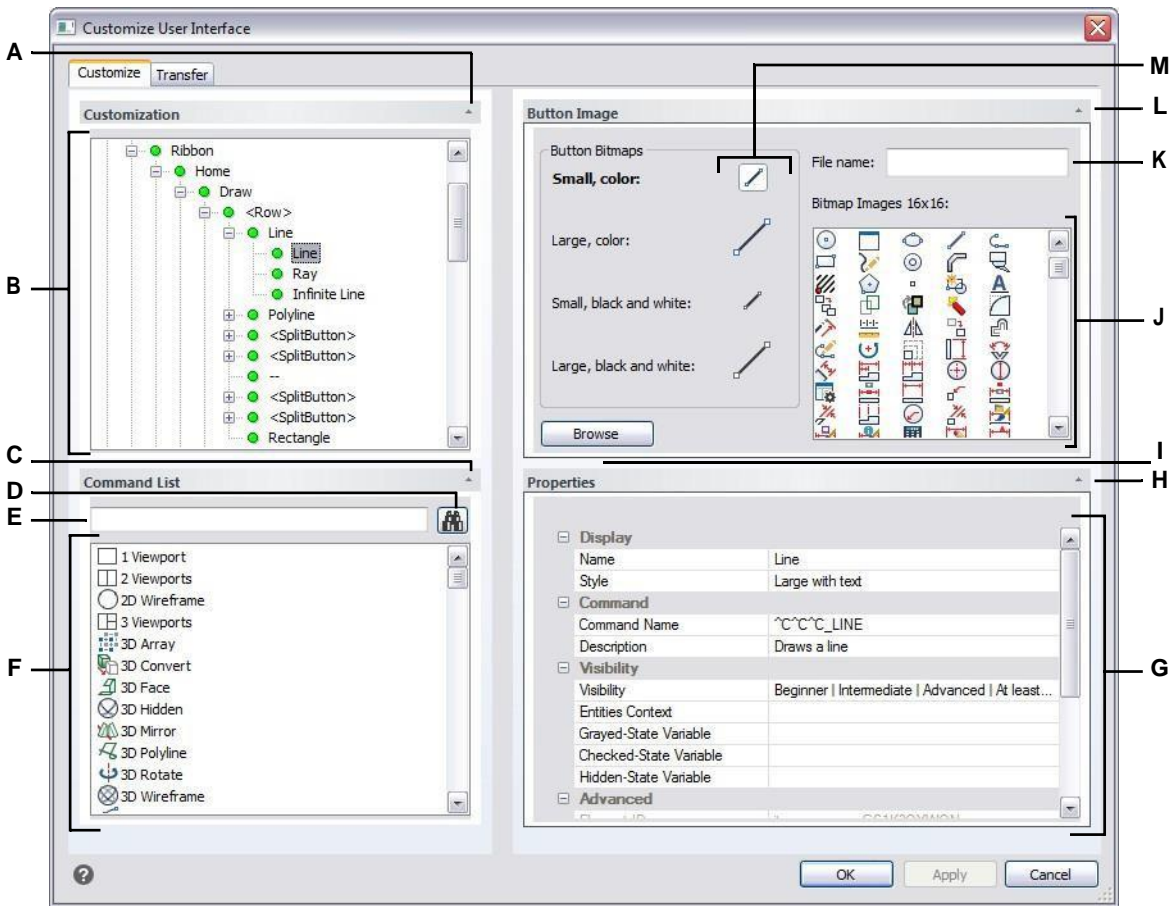 Customize User Interface
A
Customize Transfer
M
Customization
Button Image
L
Ribbon
Home
Draw
<Row>
Line
Line
Ray
Infinite Line
Polyline
<SplitButton>
<SplitButton>
--
<SplitButton>
<SplitButton>
Rectangle
B
Button Bitmaps
Small, color:
Large, color:
Small, black and white:
Large, black and white:
Browse
File name:
K
Bitmap Images 16x16:
J
I
C
Command List
D
E
Properties
H
1 Viewport
2 Viewports
2D Wireframe
3 Viewports
3D Array
3D Convert
3D Face
3D Hidden
3D Mirror
3D Polyline
3D Rotate
3D Wireframe
F
Display
Name Line
Style Large with text
Command
Command Name ^C^C^C_LINE
Description Draws a line
Visibility
Visibility Beginner | Intermediate | Advanced | At least...
Entities Context
Grayed-State Variable
Checked-State Variable
Hidden-State Variable
Advanced
G
?
OK Apply Cancel